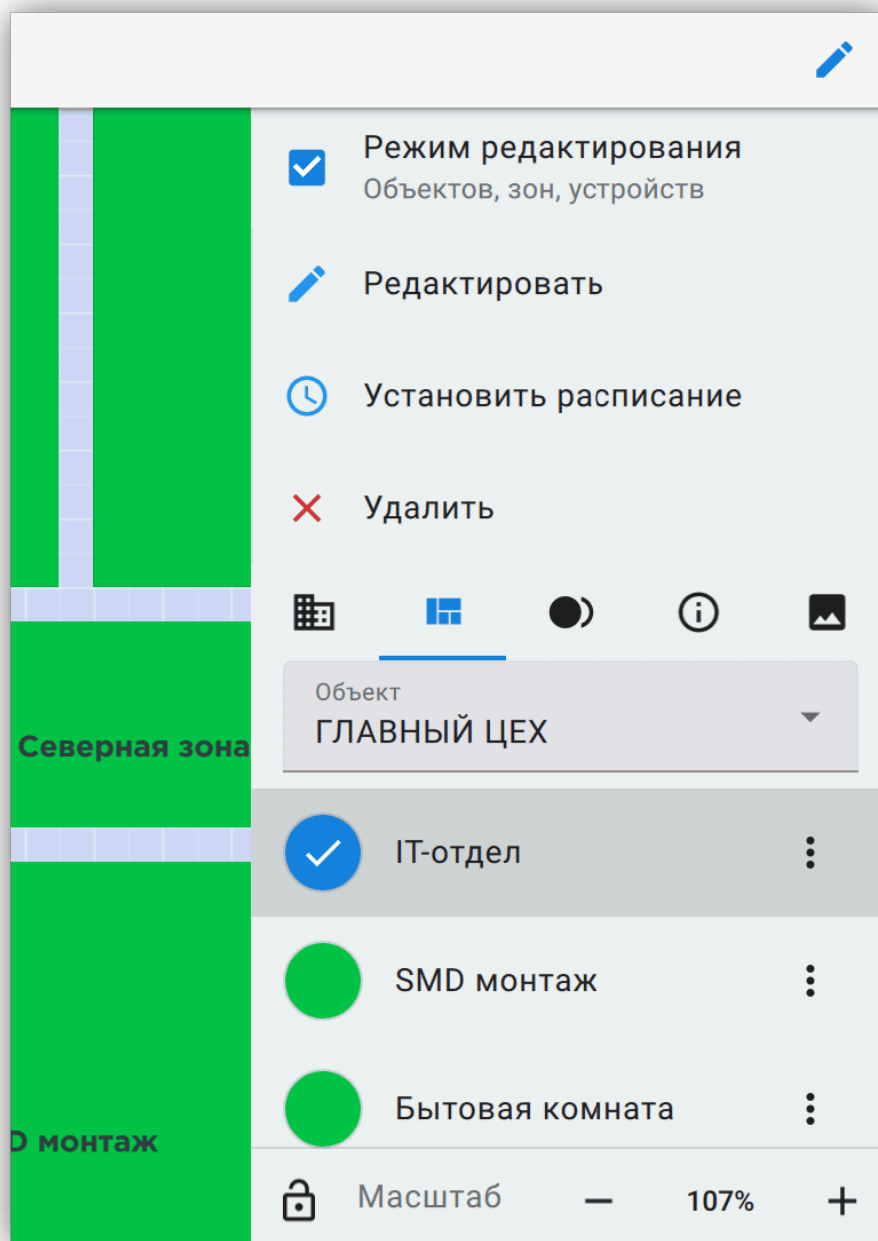 Режим редактирования
Объектов, зон, устройств
Редактировать
Установить расписание
Удалить
Объект
ГЛАВНЫЙ ЦЕХ
Северная зона
IT-отдел
SMD монтаж
Бытовая комната
D монтаж
Масштаб
107%